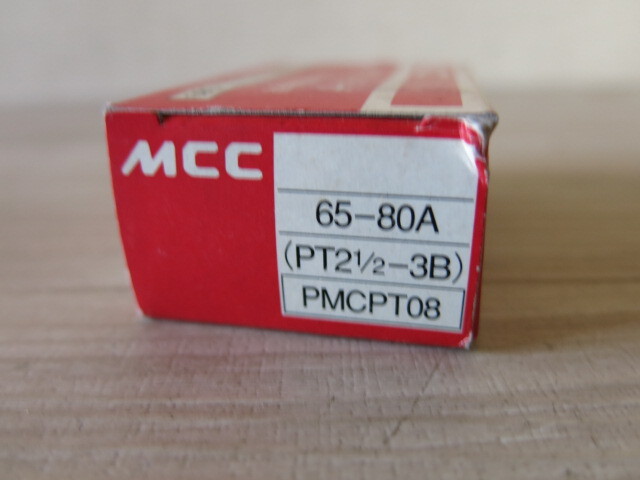 MCC
65-80A
(PT2½-3B)
PMCPT08